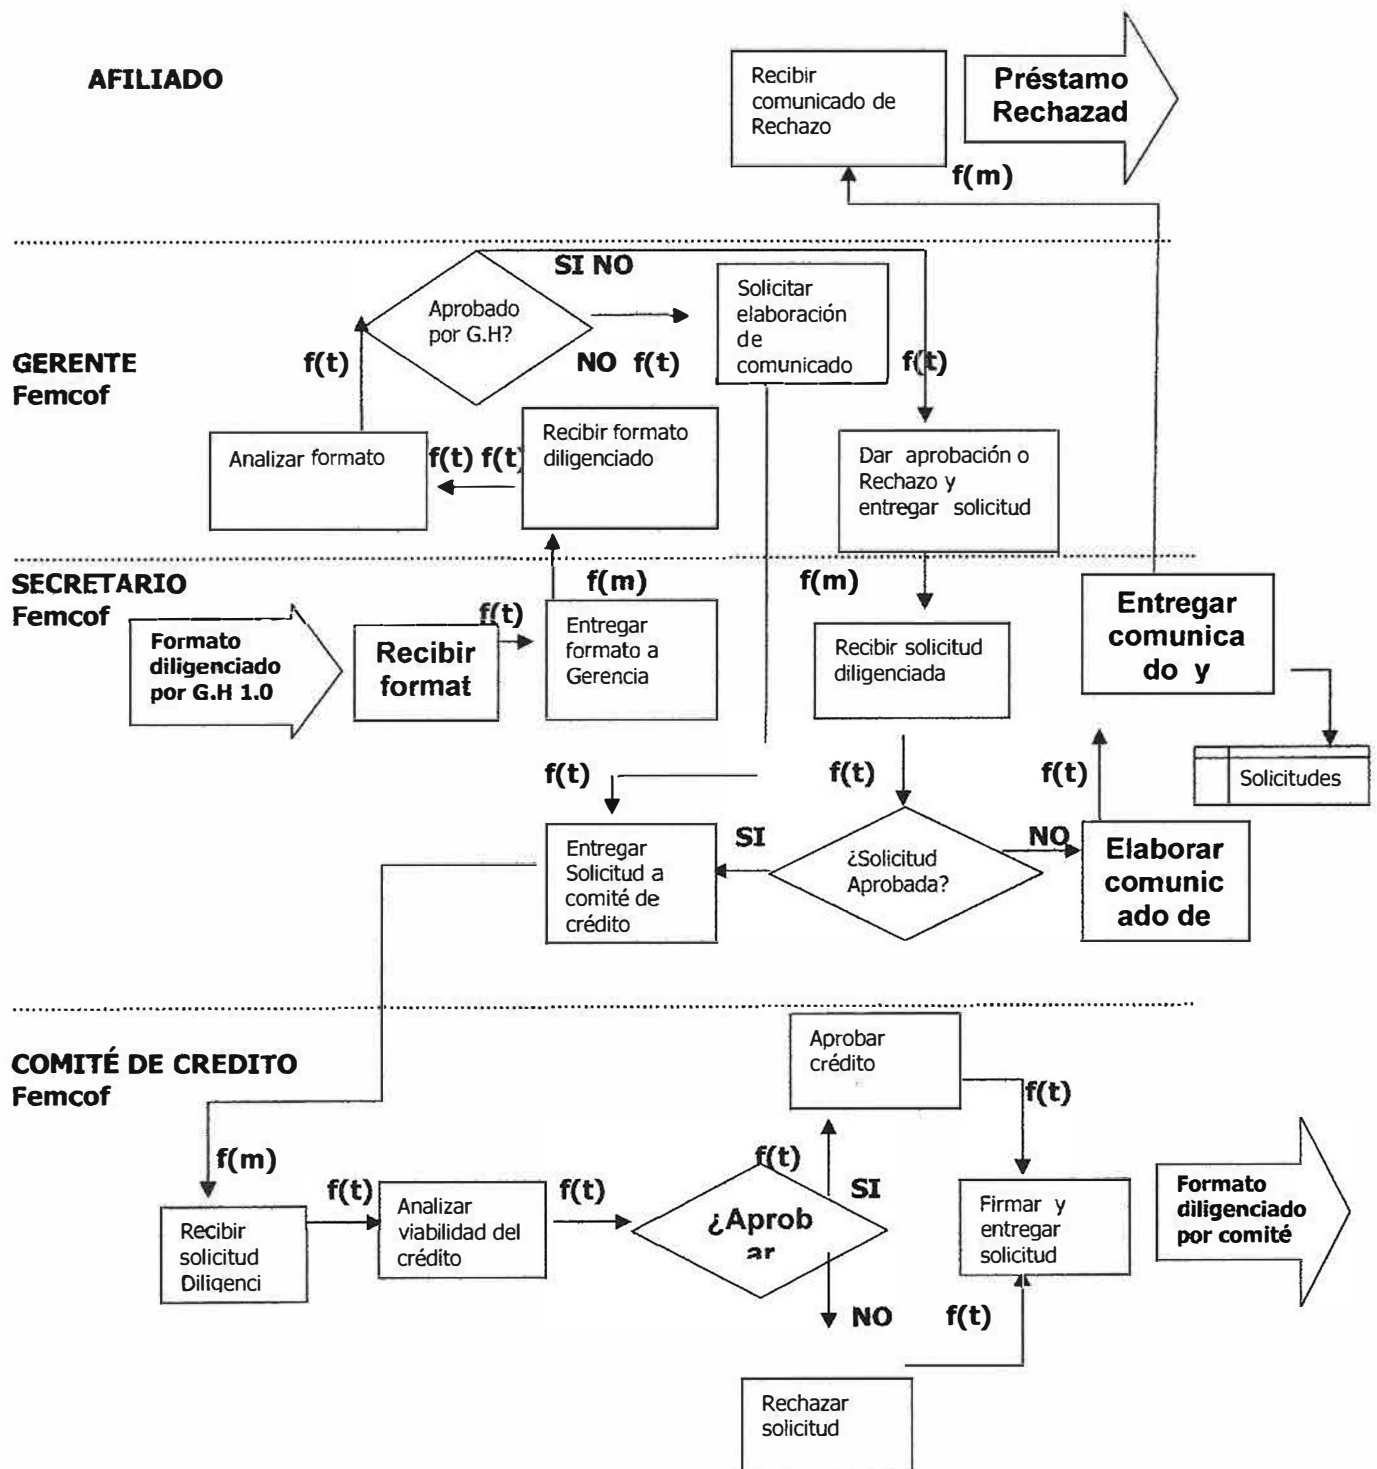 AFILIADO
Recibir
comunicado de
Rechazo
Préstamo
Rechazad
f(m)
SI NO
Aprobado
por G.H?
Solicitar
elaboración
de
comunicado
GERENTE
Femcof
f(t)
NO f(t)
f(t)
Analizar formato
f(t) f(t)
Recibir formato
diligenciado
Dar aprobación o
Rechazo y
entregar solicitud
SECRETARIO
Femcof
f(m)
f(m)
Formato
diligenciado
por G.H 1.0
Recibir
format
f(t)
Entregar
formato a
Gerencia
Recibir solicitud
diligenciada
Entregar
comunica
do y
Solicitudes
f(t)
f(t)
f(t)
Entregar
Solicitud a
comité de
crédito
SI
¿Solicitud
Aprobada?
NO
Elaborar
comunic
ado de
COMITÉ DE CREDITO
Femcof
Aprobar
crédito
f(t)
f(m)
Recibir
solicitud
Diligenci
f(t)
Analizar
viabilidad del
crédito
f(t)
f(t)
SI
¿Aprob
ar
NO
Firmar y
entregar
solicitud
Formato
diligenciado
por comité
f(t)
Rechazar
solicitud